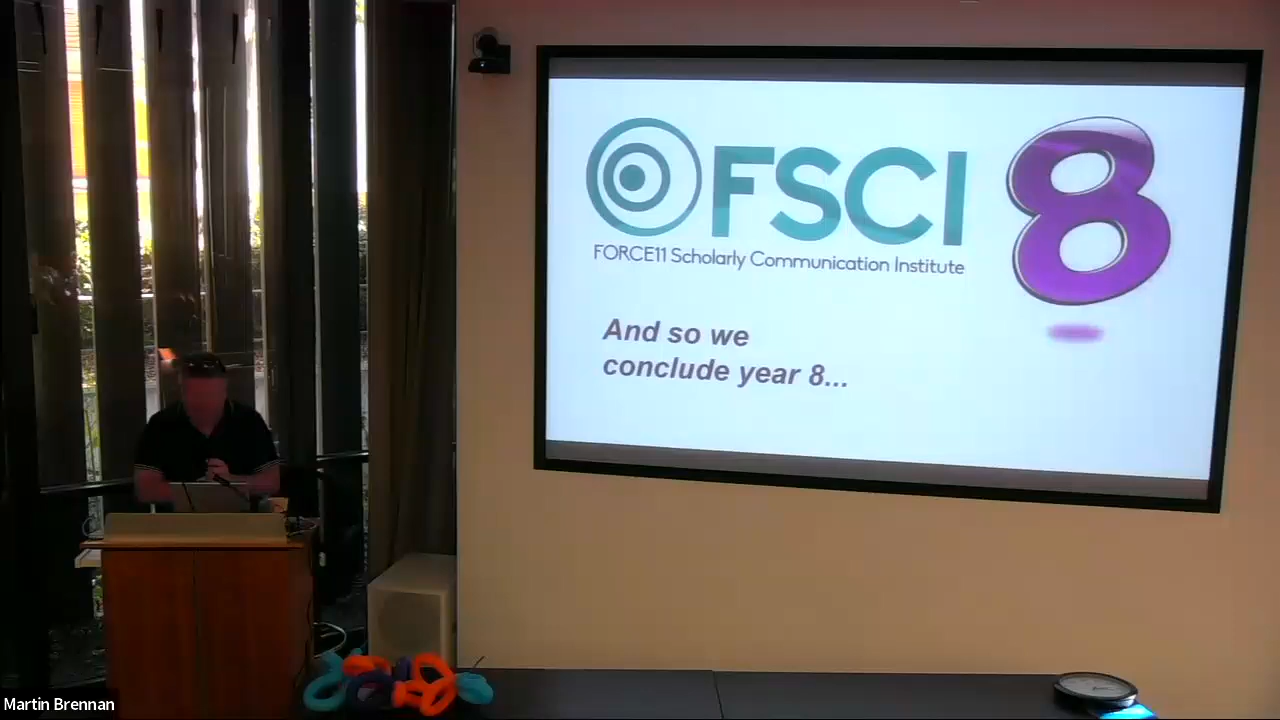 FSCI 8
FORCE11 Scholarly Communication Institute
And so we
conclude year 8...
Martin Brennan